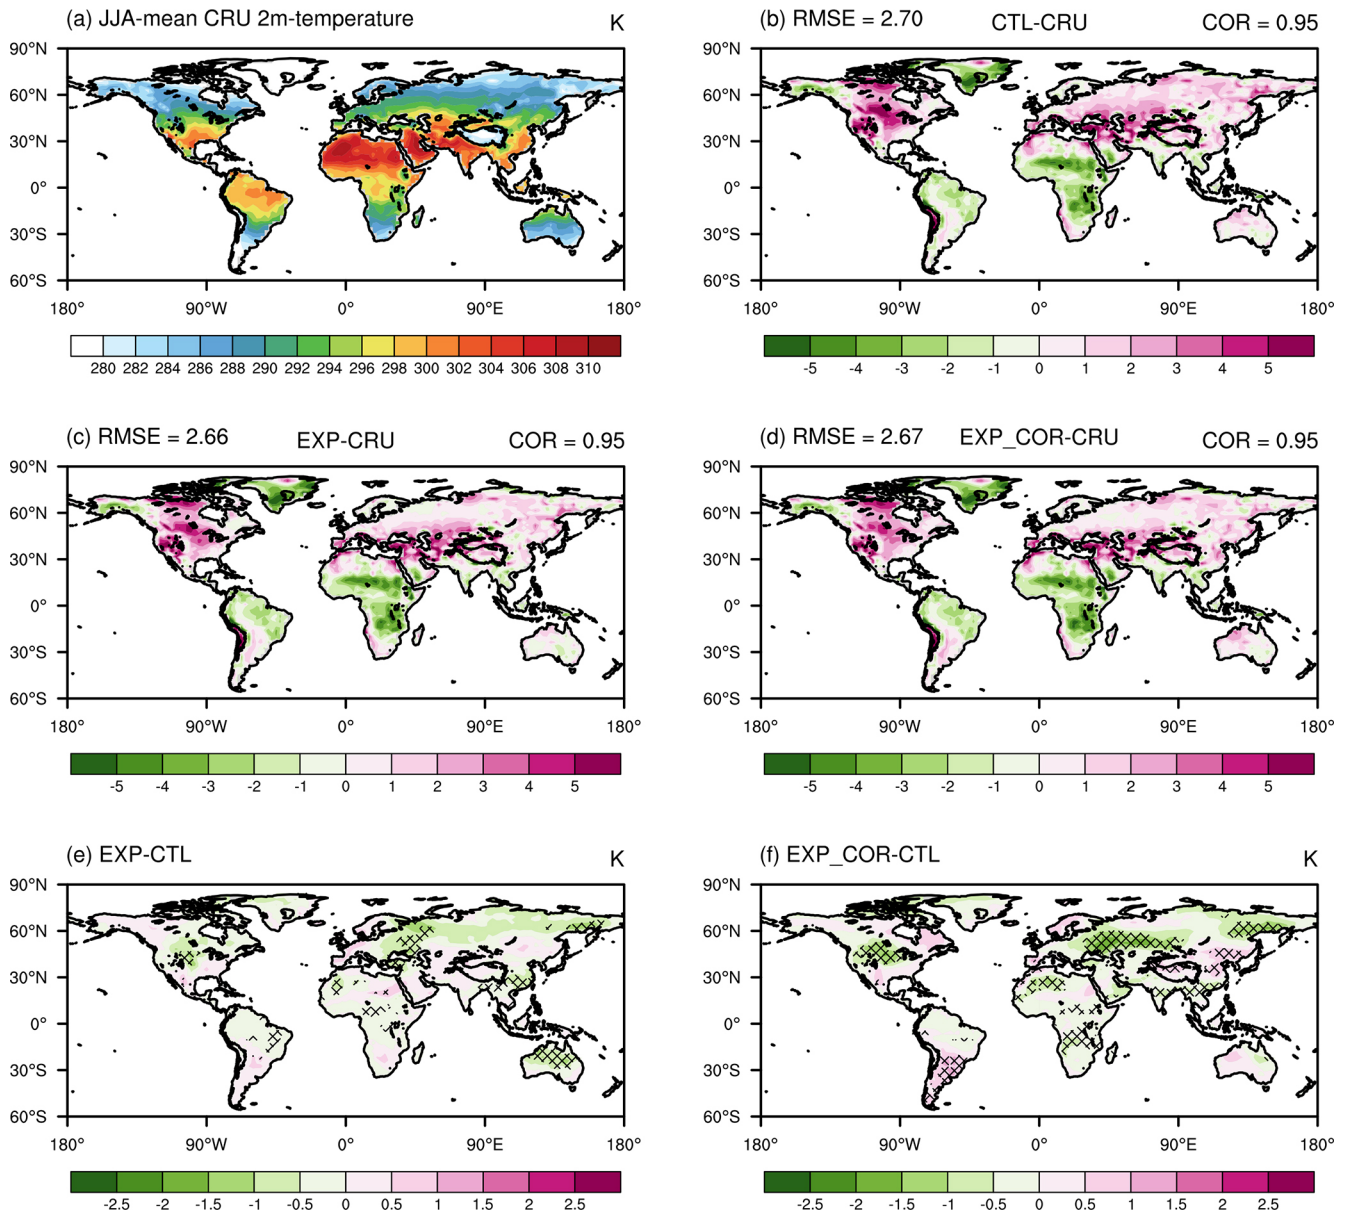 (a) JJA-mean CRU 2m-temperature K
90°N
60°N
30°N
0°
30°S
60°S
180° 90°W 0° 90°E 180°
280 282 284 286 288 290 292 294 296 298 300 302 304 306 308 310
(b) RMSE = 2.70 CTL-CRU COR = 0.95
90°N
60°N
30°N
0°
30°S
60°S
180° 90°W 0° 90°E 180°
-5 -4 -3 -2 -1 0 1 2 3 4 5
(c) RMSE = 2.66 EXP-CRU COR = 0.95
90°N
60°N
30°N
0°
30°S
60°S
180° 90°W 0° 90°E 180°
-5 -4 -3 -2 -1 0 1 2 3 4 5
(d) RMSE = 2.67 EXP_COR-CRU COR = 0.95
90°N
60°N
30°N
0°
30°S
60°S
180° 90°W 0° 90°E 180°
-5 -4 -3 -2 -1 0 1 2 3 4 5
(e) EXP-CTL K
90°N
60°N
30°N
0°
30°S
60°S
180° 90°W 0° 90°E 180°
-2.5 -2 -1.5 -1 -0.5 0 0.5 1 1.5 2 2.5
(f) EXP_COR-CTL K
90°N
60°N
30°N
0°
30°S
60°S
180° 90°W 0° 90°E 180°
-2.5 -2 -1.5 -1 -0.5 0 0.5 1 1.5 2 2.5